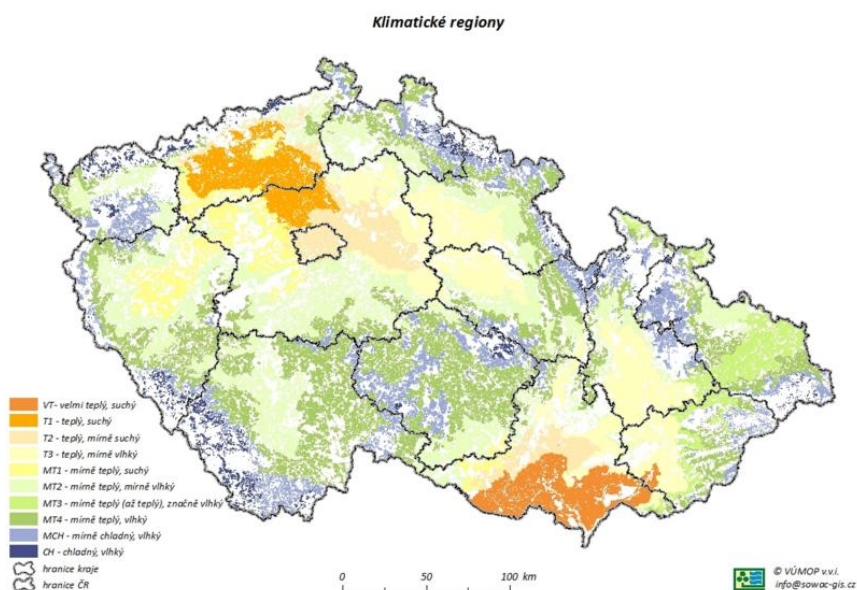 Klimatické regiony
VT- velmi teplý, suchý
T1 - teplý, suchý
T2 - teplý, mírně suchý
T3 - teplý, mírně vlhký
MT1 - mírně teplý, suchý
MT2 - mírně teplý, mírně vlhký
MT3 - mírně teplý (až teplý), značně vlhký
MT4 - mírně teplý, vlhký
MCH - mírně chladný, vlhký
CH - chladný, vlhký
hranice kraje
hranice ČR
0 50 100 km
© VÚMOP v.v.i.
info@sowac-gis.cz